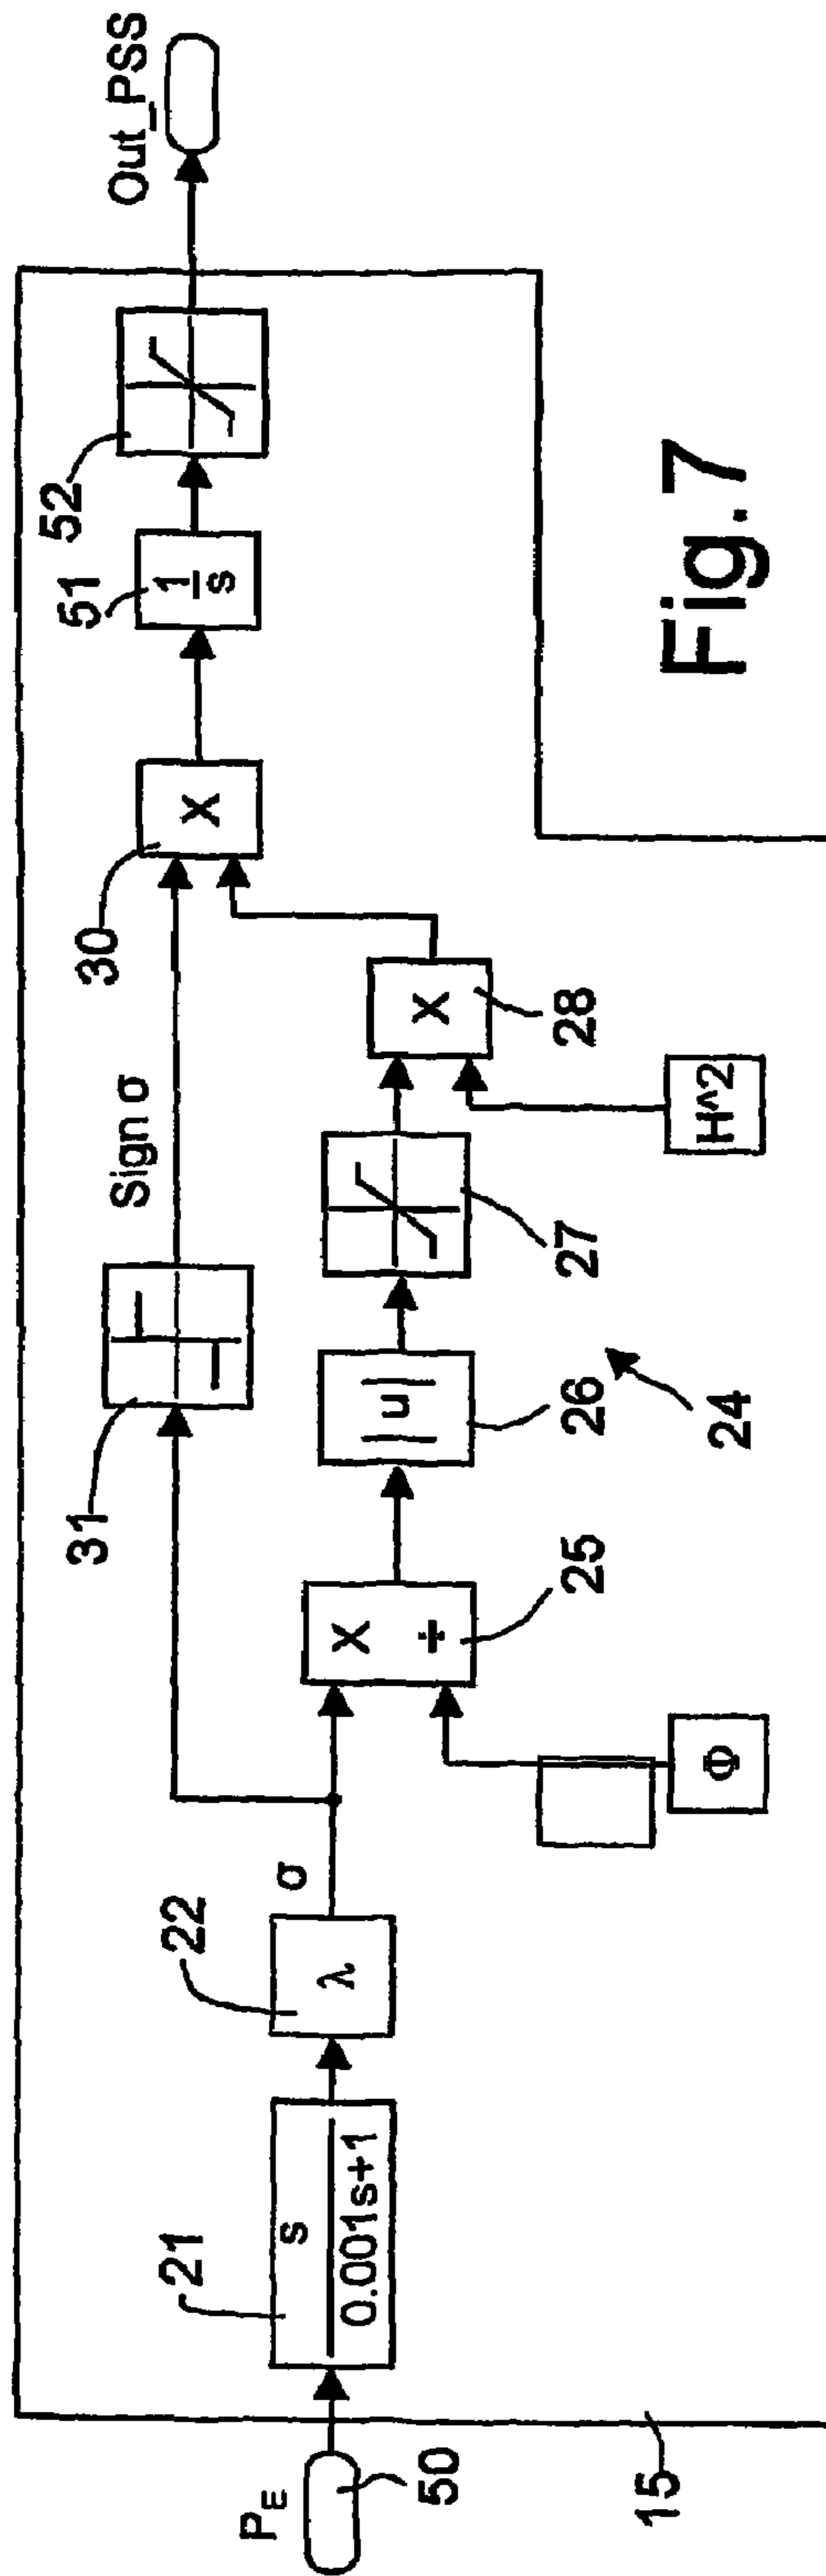 P_E
50
15
21
s
0.001s+1
22
λ
σ
31
Sign σ
X
÷
25
Φ
|u|
26
24
27
X
28
H^2
30
X
51
1
s
52
Out_PSS
Fig.7